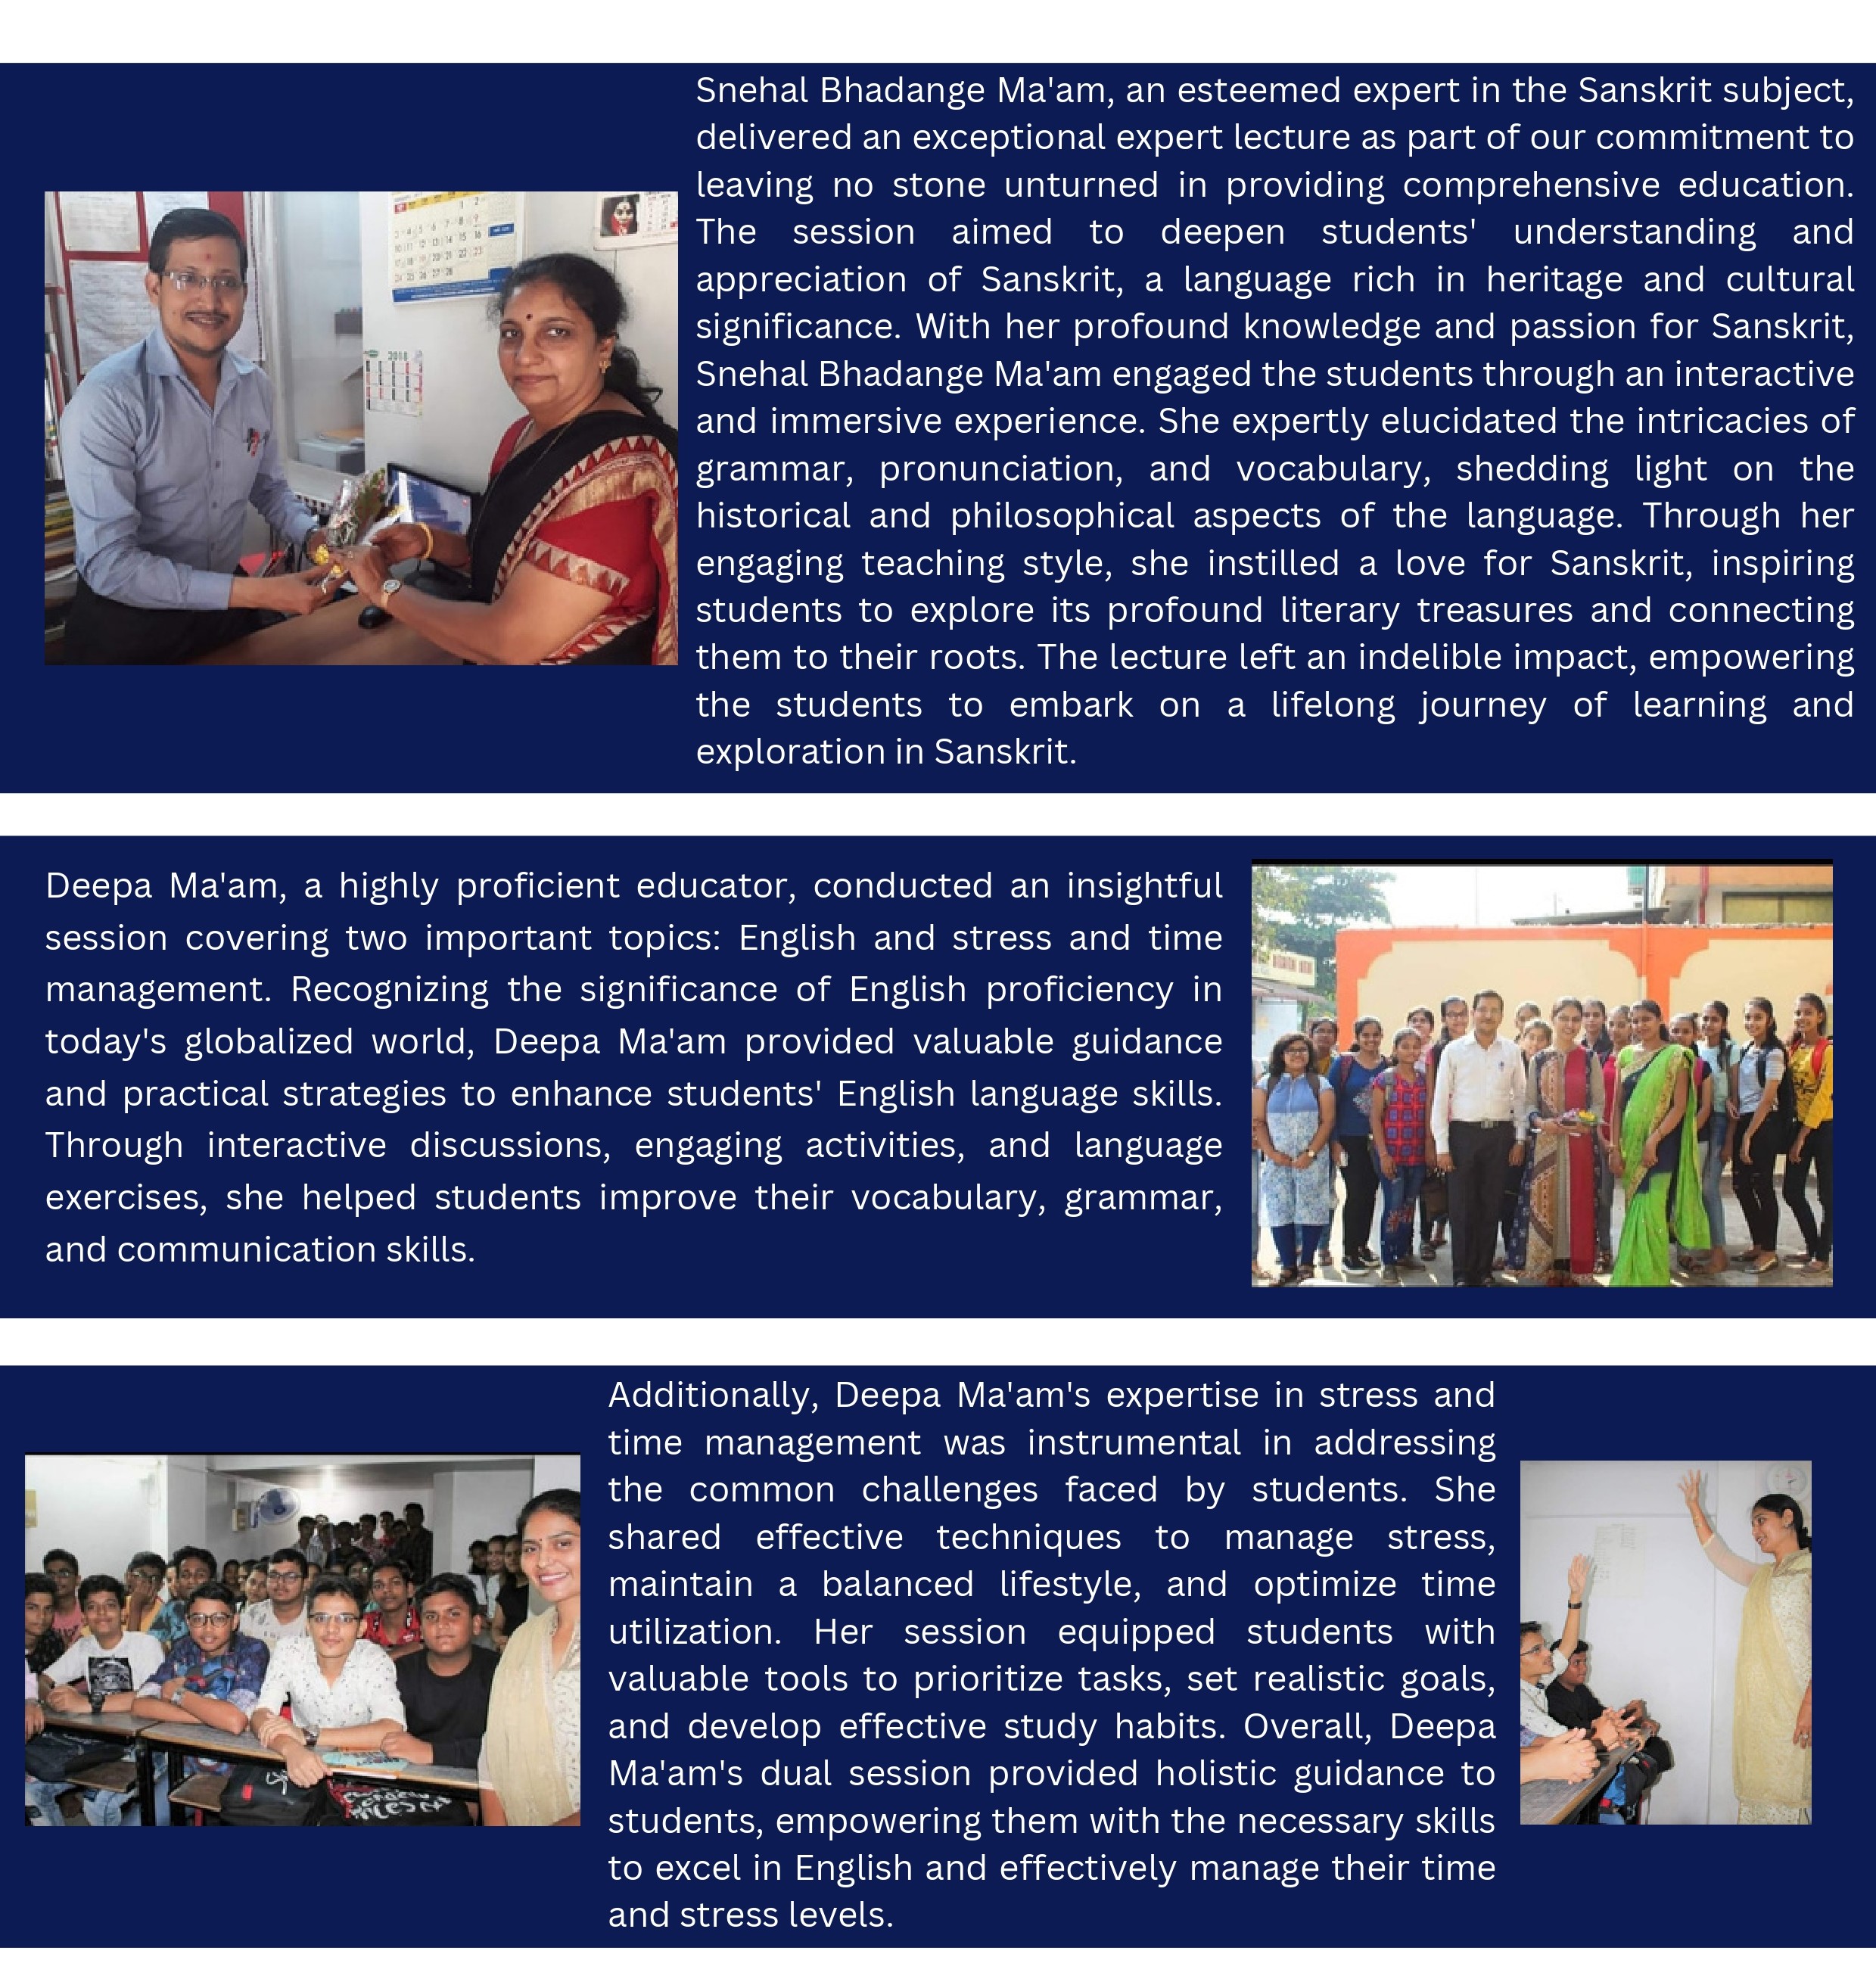 Snehal Bhadange Ma'am, an esteemed expert in the Sanskrit subject,
delivered an exceptional expert lecture as part of our commitment to
leaving no stone unturned in providing comprehensive education.
The session aimed to deepen students' understanding and
appreciation of Sanskrit, a language rich in heritage and cultural
significance. With her profound knowledge and passion for Sanskrit,
Snehal Bhadange Ma'am engaged the students through an interactive
and immersive experience. She expertly elucidated the intricacies of
grammar, pronunciation, and vocabulary, shedding light on the
historical and philosophical aspects of the language. Through her
engaging teaching style, she instilled a love for Sanskrit, inspiring
students to explore its profound literary treasures and connecting
them to their roots. The lecture left an indelible impact, empowering
the students to embark on a lifelong journey of learning and
exploration in Sanskrit.
2018
Deepa Ma'am, a highly proficient educator, conducted an insightful
session covering two important topics: English and stress and time
management. Recognizing the significance of English proficiency in
today's globalized world, Deepa Ma'am provided valuable guidance
and practical strategies to enhance students' English language skills.
Through interactive discussions, engaging activities, and language
exercises, she helped students improve their vocabulary, grammar,
and communication skills.
Additionally, Deepa Ma'am's expertise in stress and
time management was instrumental in addressing
the common challenges faced by students. She
shared effective techniques to manage stress,
maintain a balanced lifestyle, and optimize time
utilization. Her session equipped students with
valuable tools to prioritize tasks, set realistic goals,
and develop effective study habits. Overall, Deepa
Ma'am's dual session provided holistic guidance to
students, empowering them with the necessary skills
to excel in English and effectively manage their time
and stress levels.